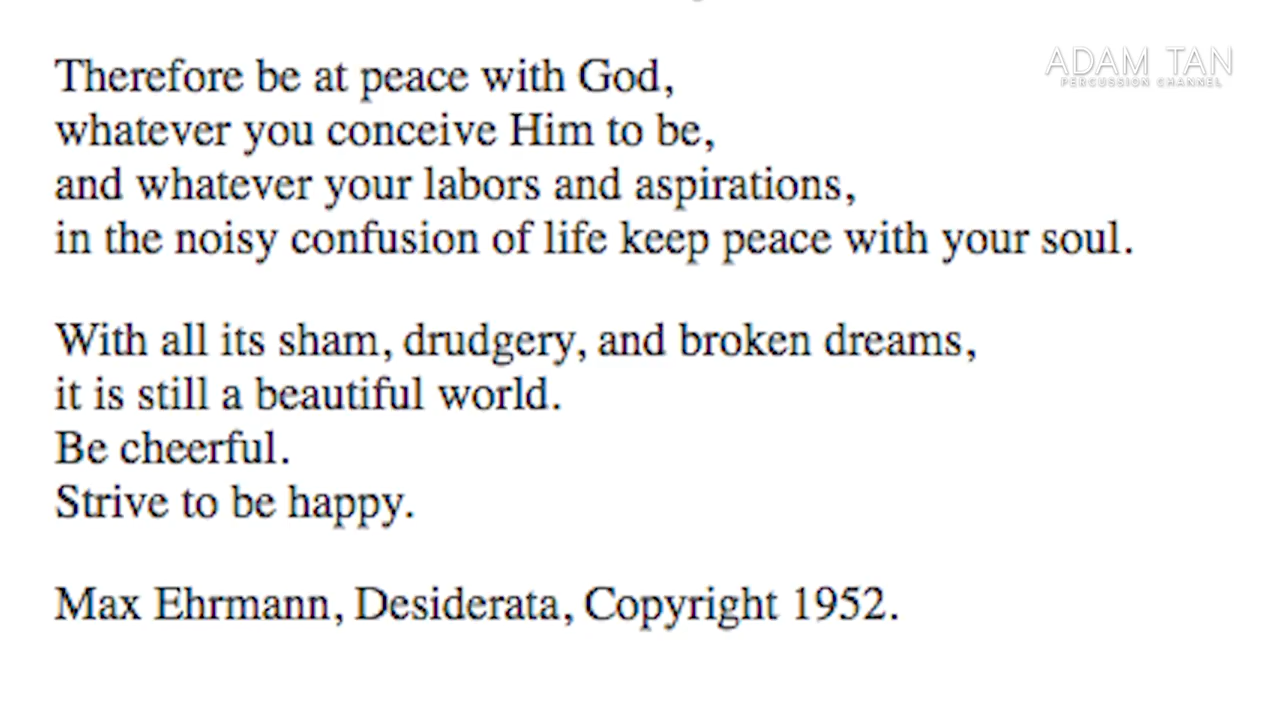 ADAM TAN
PERCUSSION CHANNEL
Therefore be at peace with God,
whatever you conceive Him to be,
and whatever your labors and aspirations,
in the noisy confusion of life keep peace with your soul.
With all its sham, drudgery, and broken dreams,
it is still a beautiful world.
Be cheerful.
Strive to be happy.
Max Ehrmann, Desiderata, Copyright 1952.